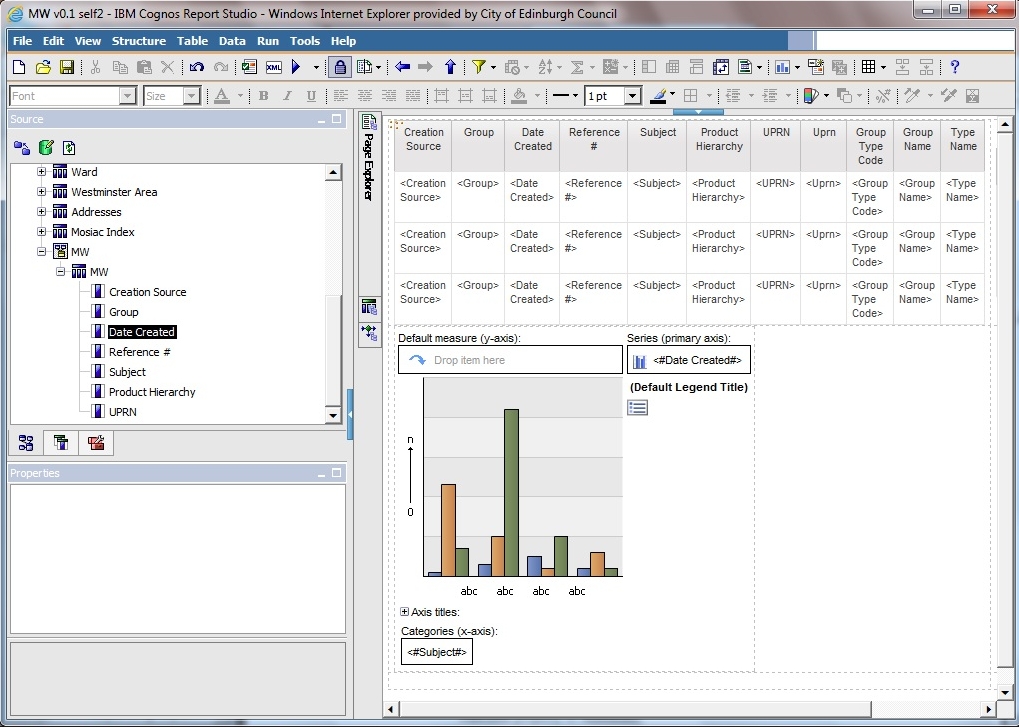 MW v0.1 self2 - IBM Cognos Report Studio - Windows Internet Explorer provided by City of Edinburgh Council
File Edit View Structure Table Data Run Tools Help
Font Size 1pt
Source
Ward
Westminster Area
Addresses
Mosiac Index
MW
MW
Creation Source
Group
Date Created
Reference #
Subject
Product Hierarchy
UPRN
Properties
Page Explorer
Creation Source Group Date Created Reference # Subject Product Hierarchy UPRN Uprn Group Type Code Group Name Type Name
<Creation Source> <Group> <Date Created> <Reference #> <Subject> <Product Hierarchy> <UPRN> <Uprn> <Group Type Code> <Group Name> <Type Name>
<Creation Source> <Group> <Date Created> <Reference #> <Subject> <Product Hierarchy> <UPRN> <Uprn> <Group Type Code> <Group Name> <Type Name>
<Creation Source> <Group> <Date Created> <Reference #> <Subject> <Product Hierarchy> <UPRN> <Uprn> <Group Type Code> <Group Name> <Type Name>
Default measure (y-axis): Series (primary axis):
Drop item here <#Date Created#>
(Default Legend Title)
n
0
abc abc abc abc
Axis titles:
Categories (x-axis):
<#Subject#>